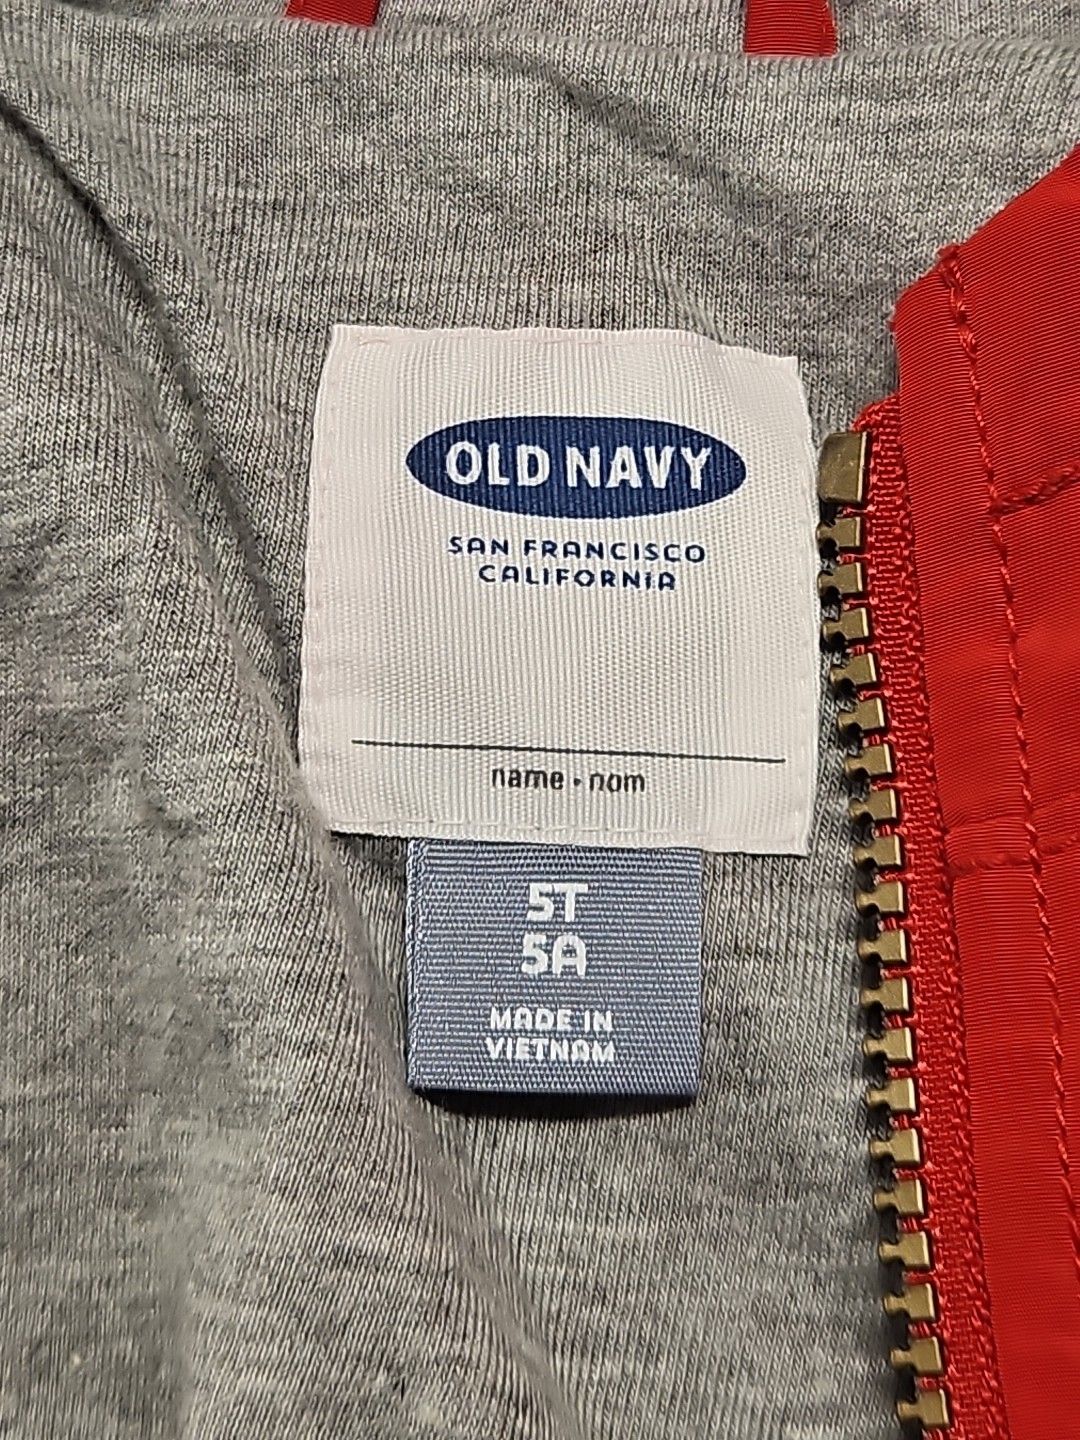 OLD NAVY
SAN FRANCISCO
CALIFORNIA
name • nom
5T
5A
MADE IN
VIETNAM